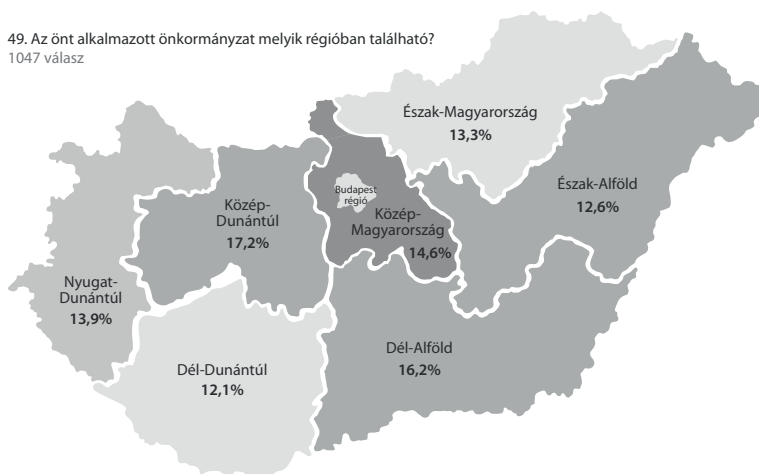 49. Az önt alkalmazott önkormányzat melyik régióban található?
1047 válasz
Észak-Magyarország
13,3%
Észak-Alföld
12,6%
Budapest
régió
Közép-
Magyarország
14,6%
Közép-
Dunántúl
17,2%
Nyugat-
Dunántúl
13,9%
Dél-Alföld
16,2%
Dél-Dunántúl
12,1%